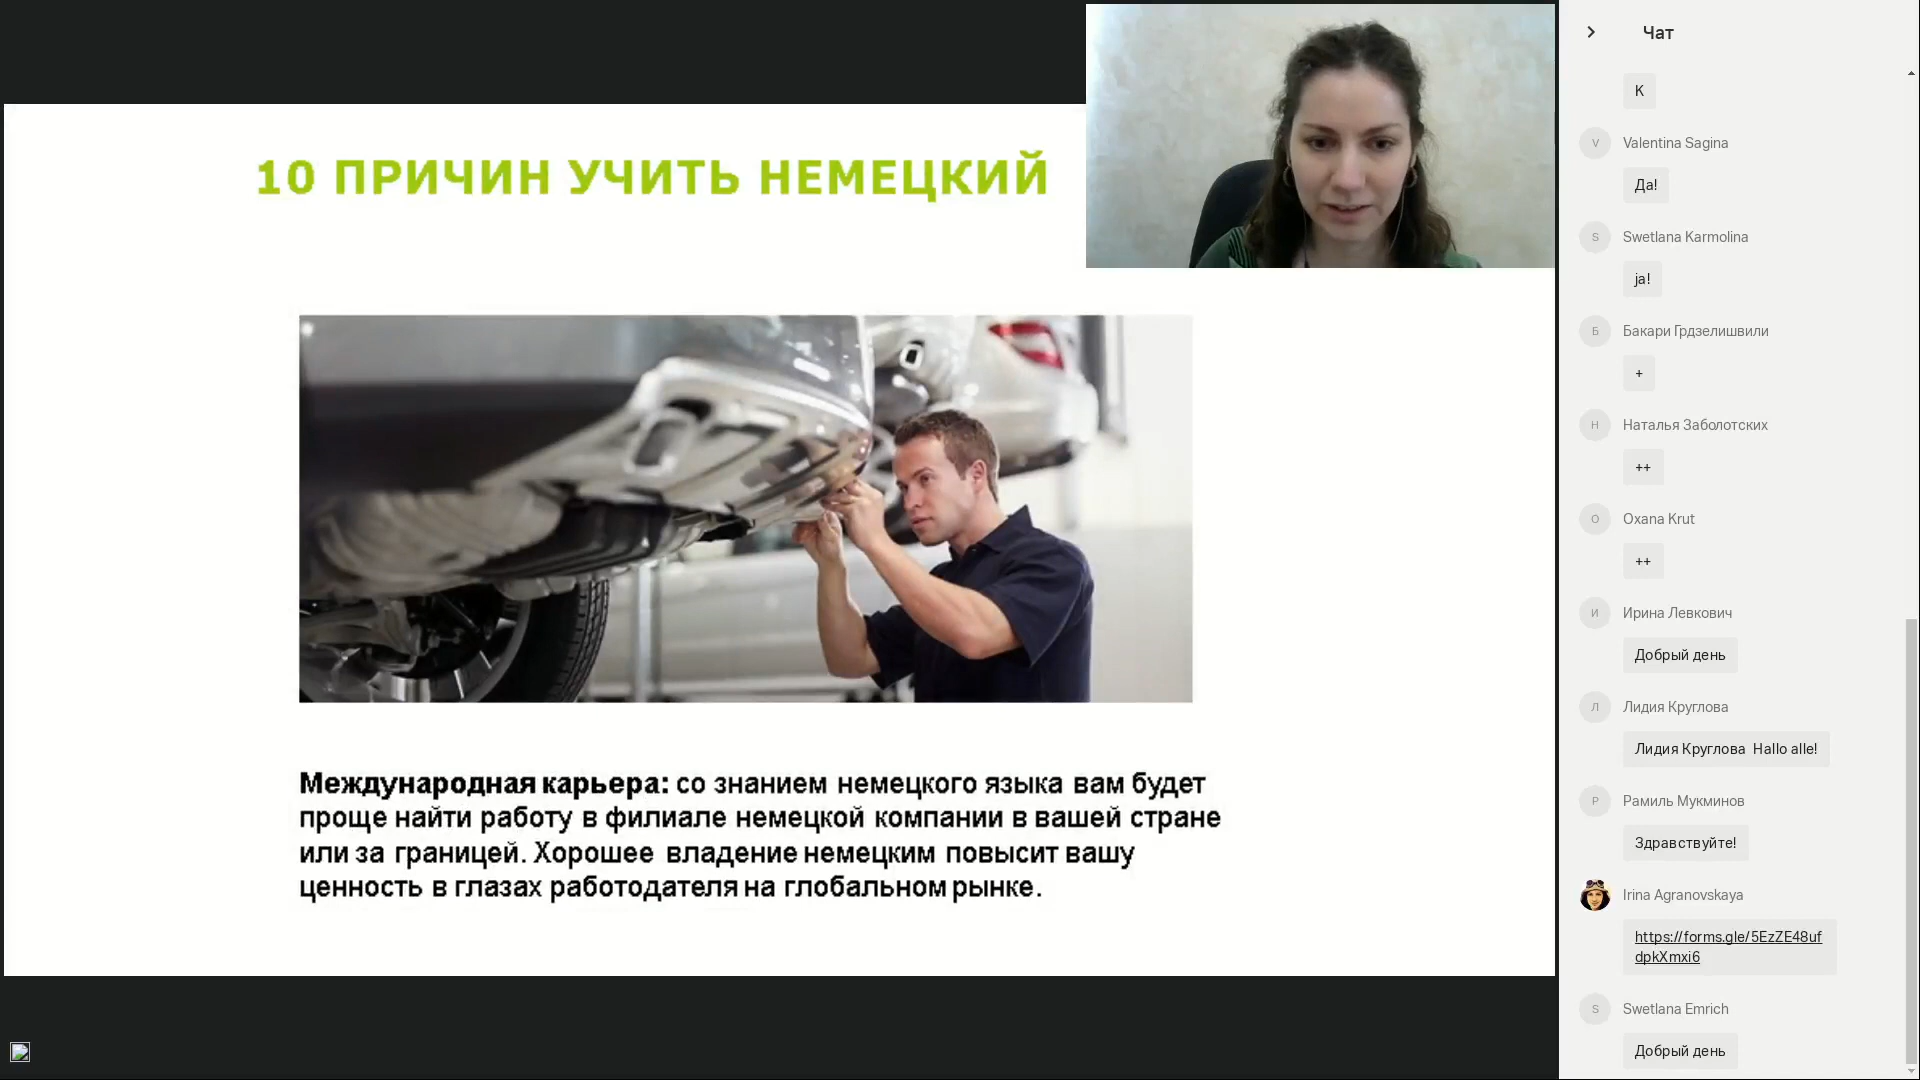 10 ПРИЧИН УЧИТЬ НЕМЕЦКИЙ
Международная карьера: со знанием немецкого языка вам будет
проще найти работу в филиале немецкой компании в вашей стране
или за границей. Хорошее владение немецким повысит вашу
ценность в глазах работодателя на глобальном рынке.
Чат
K
V
Valentina Sagina
Да!
S
Swetlana Karmolina
ja!
Б
Бакари Грдзелишвили
+
Н
Наталья Заболотских
++
O
Oxana Krut
++
И
Ирина Левкович
Добрый день
Л
Лидия Круглова
Лидия Круглова Hallo alle!
Р
Рамиль Мукминов
Здравствуйте!
Irina Agranovskaya
https://forms.gle/5EzZE48uf
dpkXmxi6
S
Swetlana Emrich
Добрый день